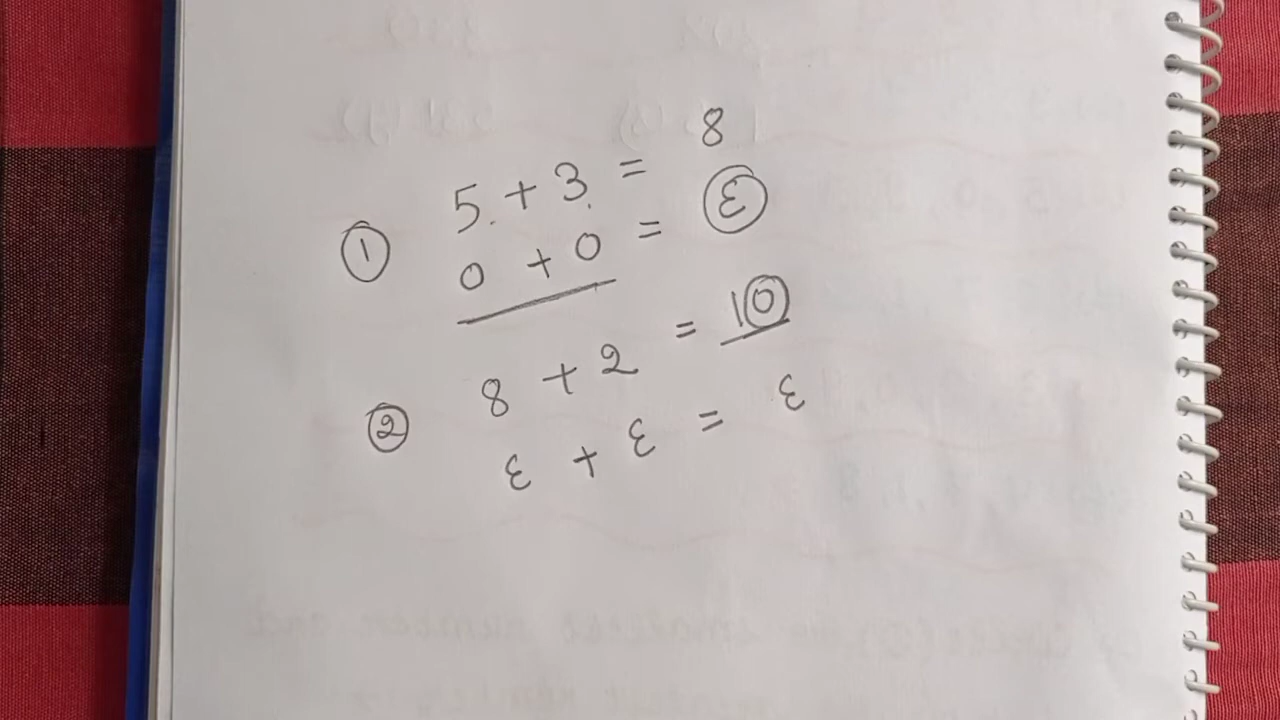 ① 5 + 3 = 8
0 + 0 = ε
② 8 + 2 = 10
ε + ε = ε